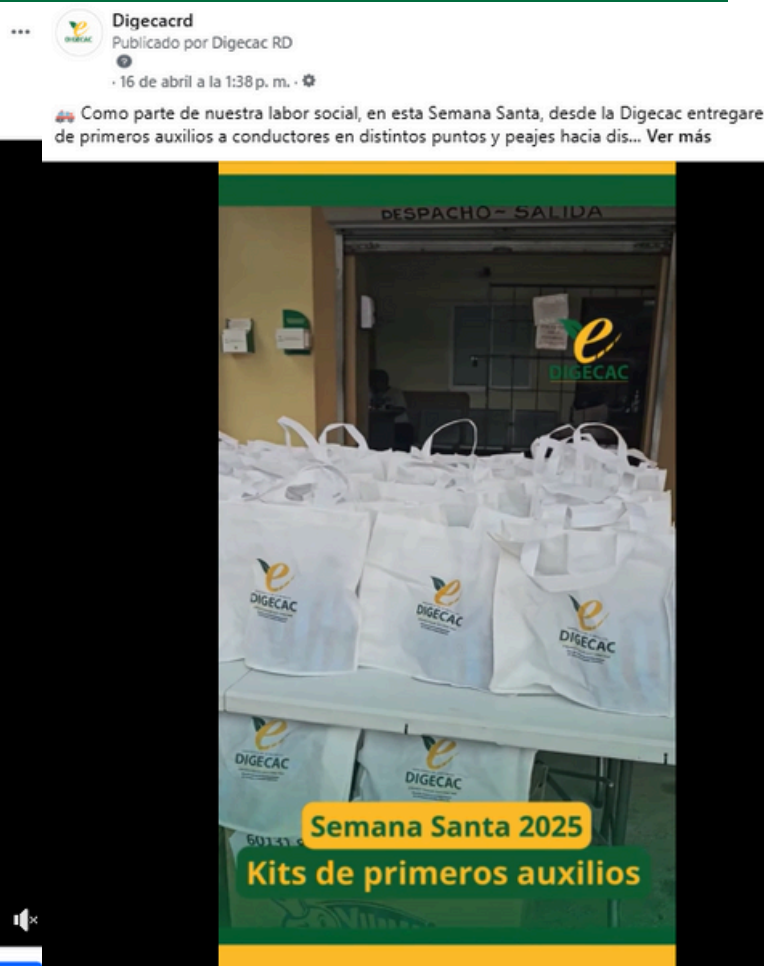 Digecacrd
Publicado por Digecac RD
· 16 de abril a la 1:38 p. m. ·
Como parte de nuestra labor social, en esta Semana Santa, desde la Digecac entregare
de primeros auxilios a conductores en distintos puntos y peajes hacia dis... Ver más
DESPACHO~ SALIDA
DIGECAC
DIGECAC
DIGECAC
DIGECAC
DIGECAC
DIGECAC
Semana Santa 2025
60131
Kits de primeros auxilios